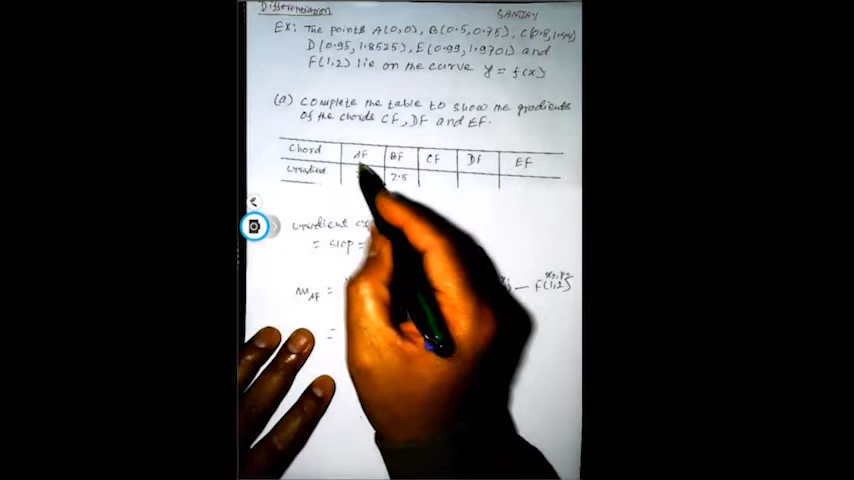 Differentiation
SANJAY
Ex: The points A(0,0), B(0.5,0.75), C(0.8,1.44)
D(0.95,1.8525), E(0.99,1.9701) and
F(1,2) lie on the curve y = f(x)
(a) complete the table to show the gradients
of the chords CF, DF and EF.
Chord AF BF CF DF EF
Gradient 2.5
Gradient of
=
m_AF = — F(1,2) x₂,y₂
=